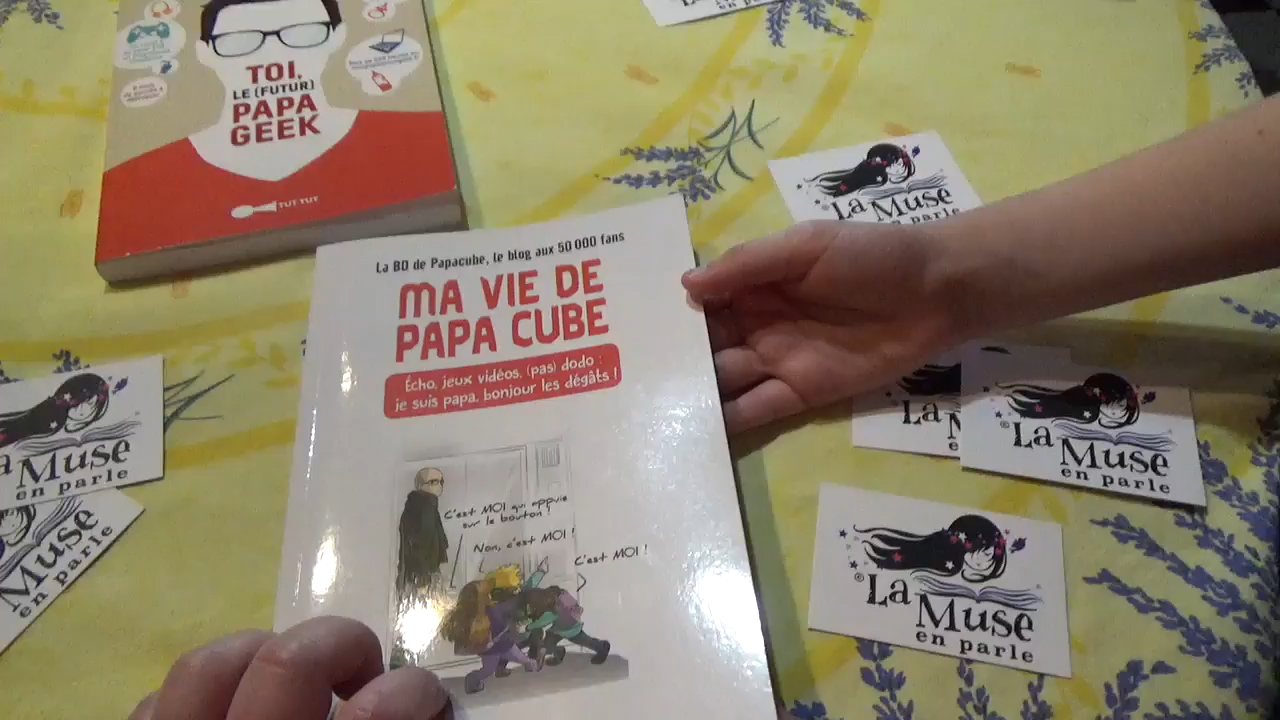 TOI,
LE (FUTUR)
PAPA
GEEK
TUT TUT
La BD de Papacube, le blog aux 50 000 fans
MA VIE DE
PAPA CUBE
Écho, jeux vidéos, (pas) dodo :
je suis papa, bonjour les dégâts !
C'est MOI qui appuie
sur le bouton !
Non, c'est MOI !
C'est MOI !
La Muse
en parle
La
©La
Muse
en parle
©La
Muse
en parle
Muse
en parle
Muse
en parle